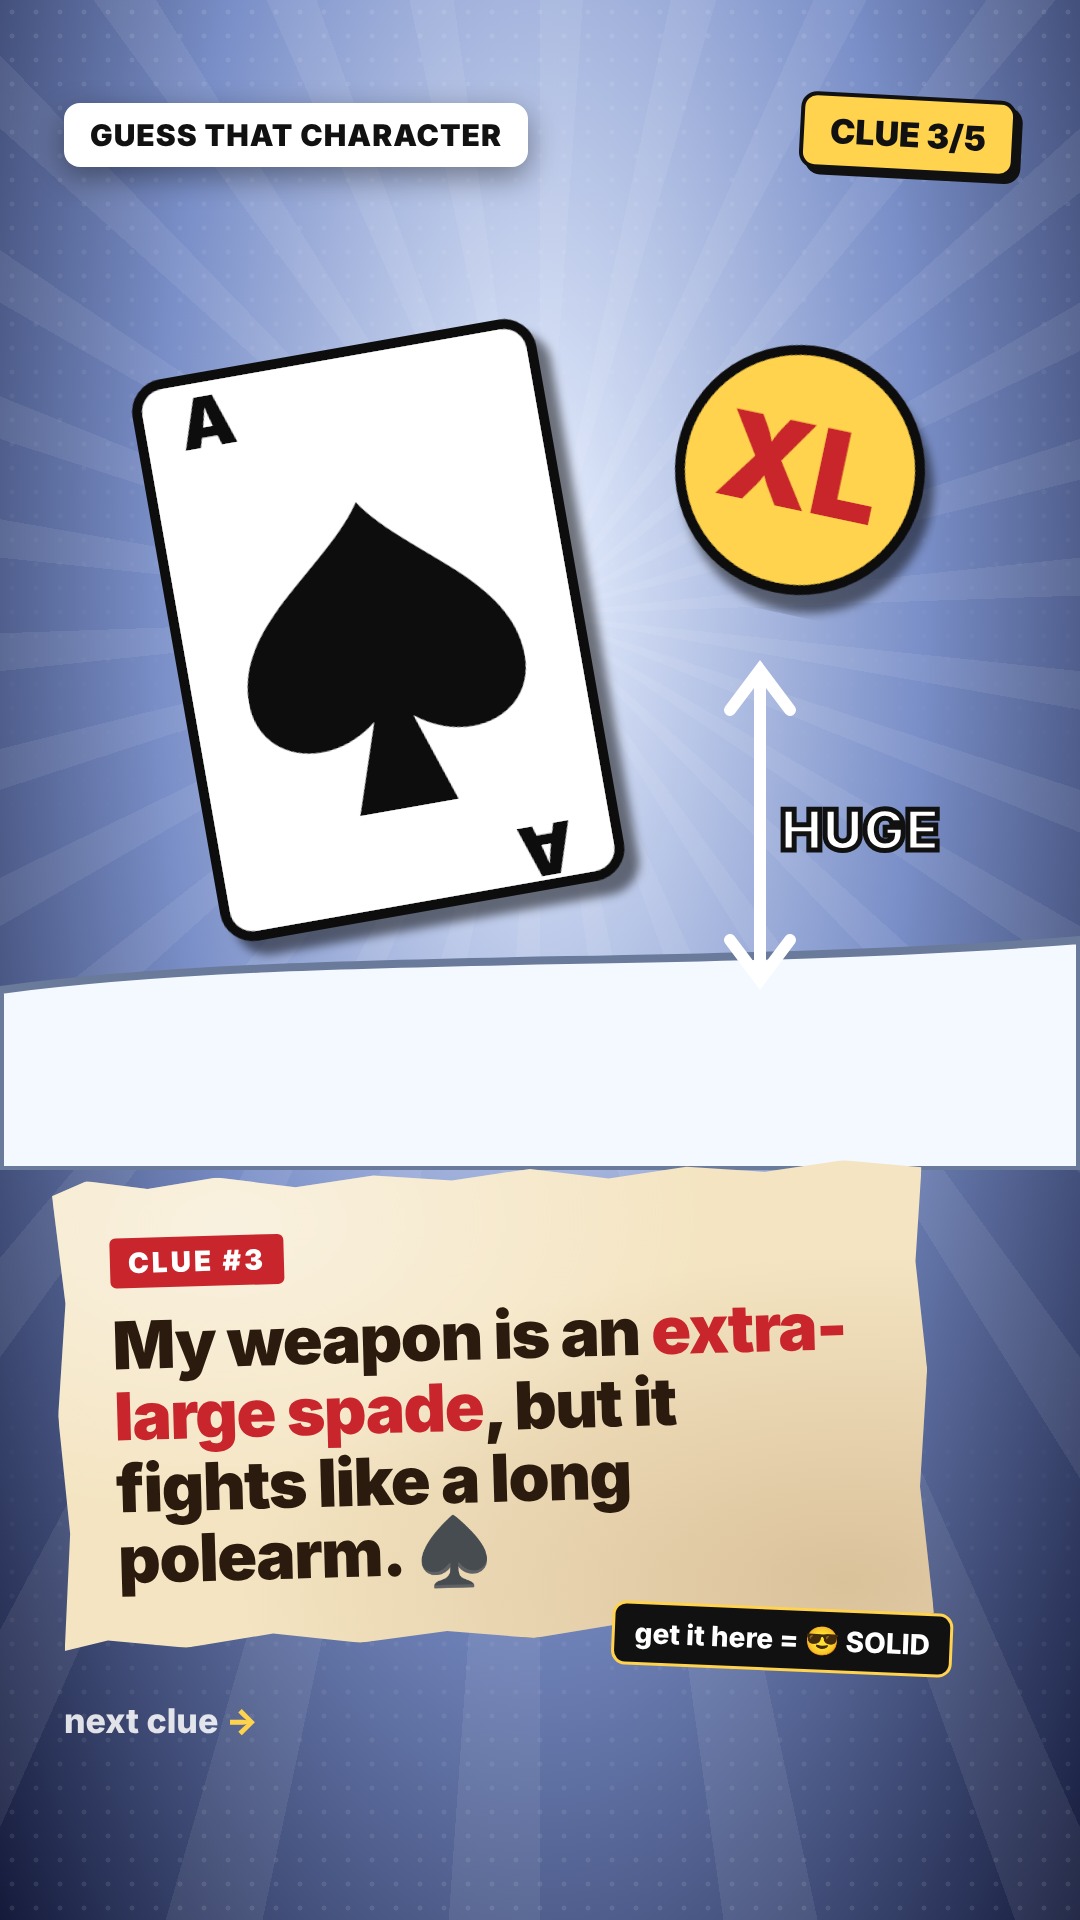 GUESS THAT CHARACTER
CLUE 3/5
A
XL
HUGE
A
CLUE #3
My weapon is an extra-
large spade, but it
fights like a long
polearm. ♠️
get it here = 😎 SOLID
next clue →